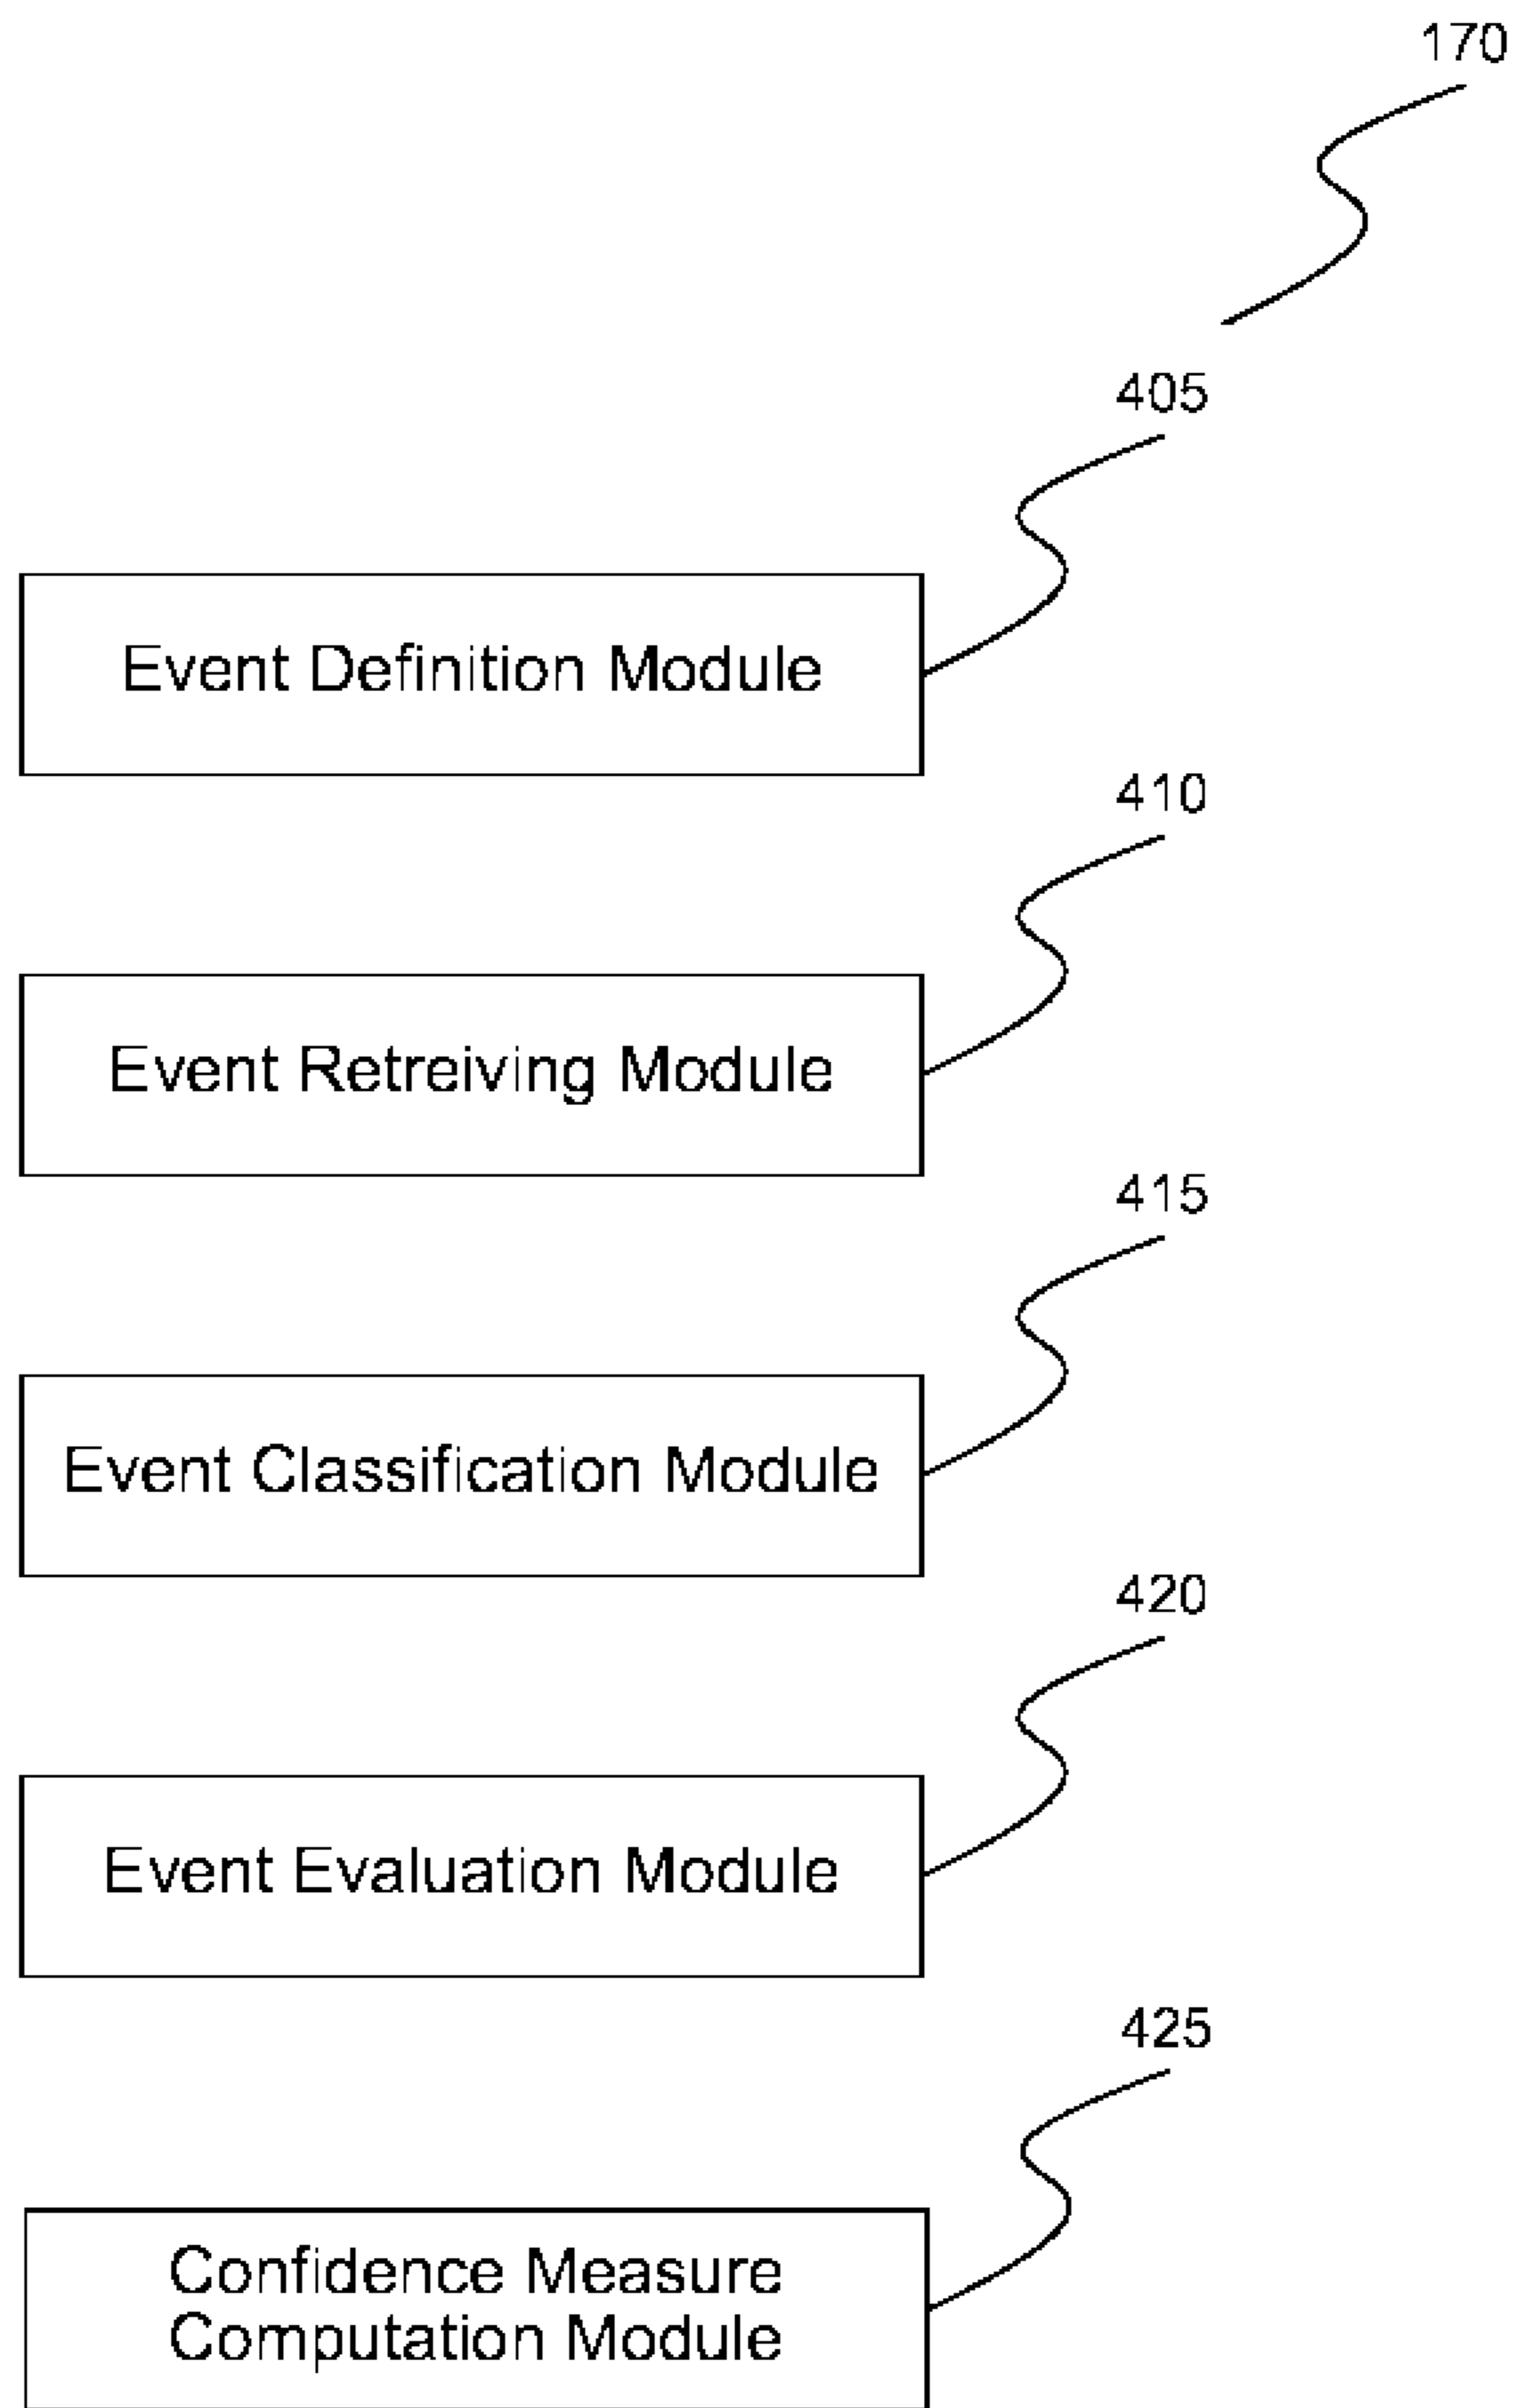 170
405
Event Definition Module
410
Event Retreiving Module
415
Event Classification Module
420
Event Evaluation Module
425
Confidence Measure
Computation Module